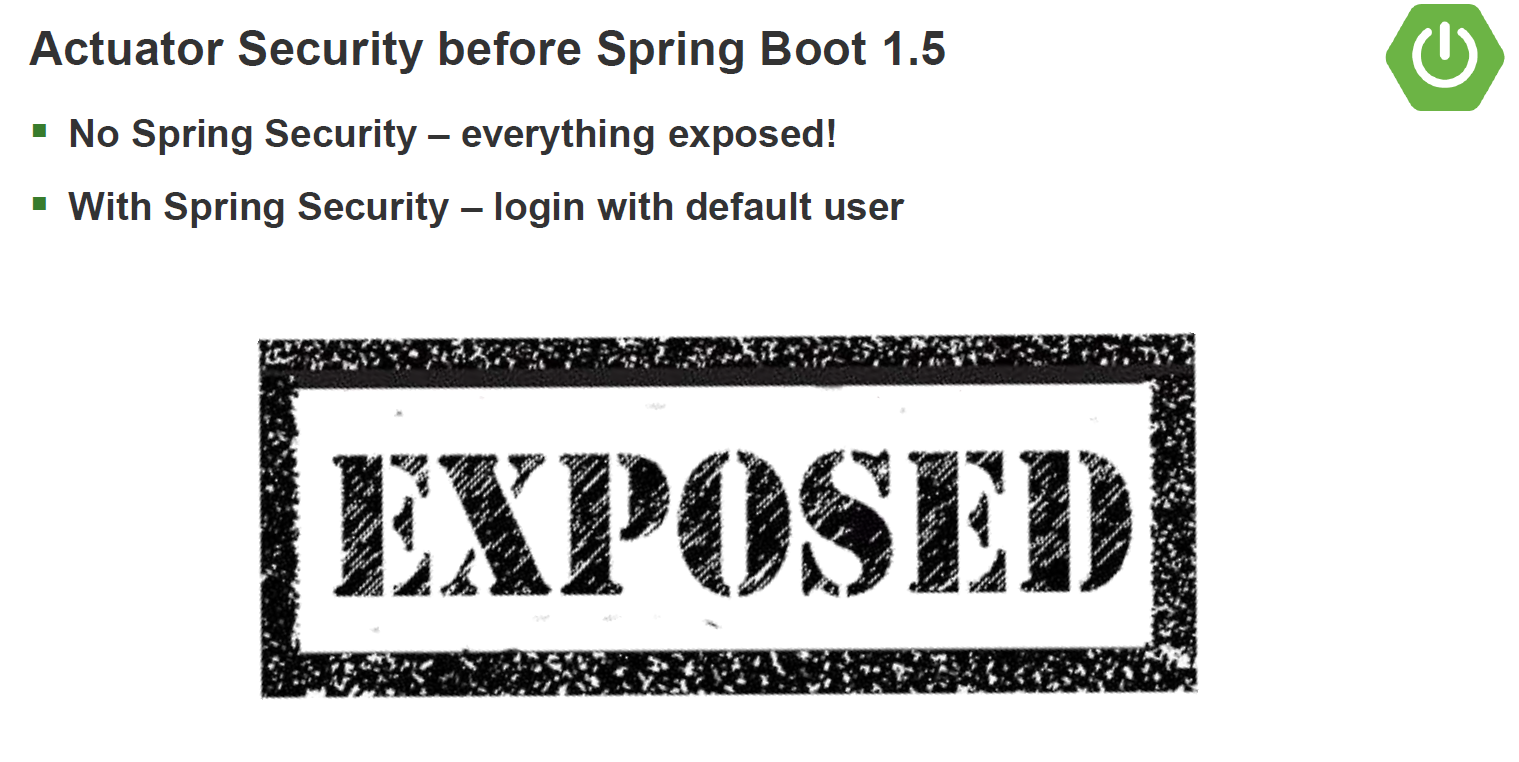 Actuator Security before Spring Boot 1.5
No Spring Security – everything exposed!
With Spring Security – login with default user
EXPOSED